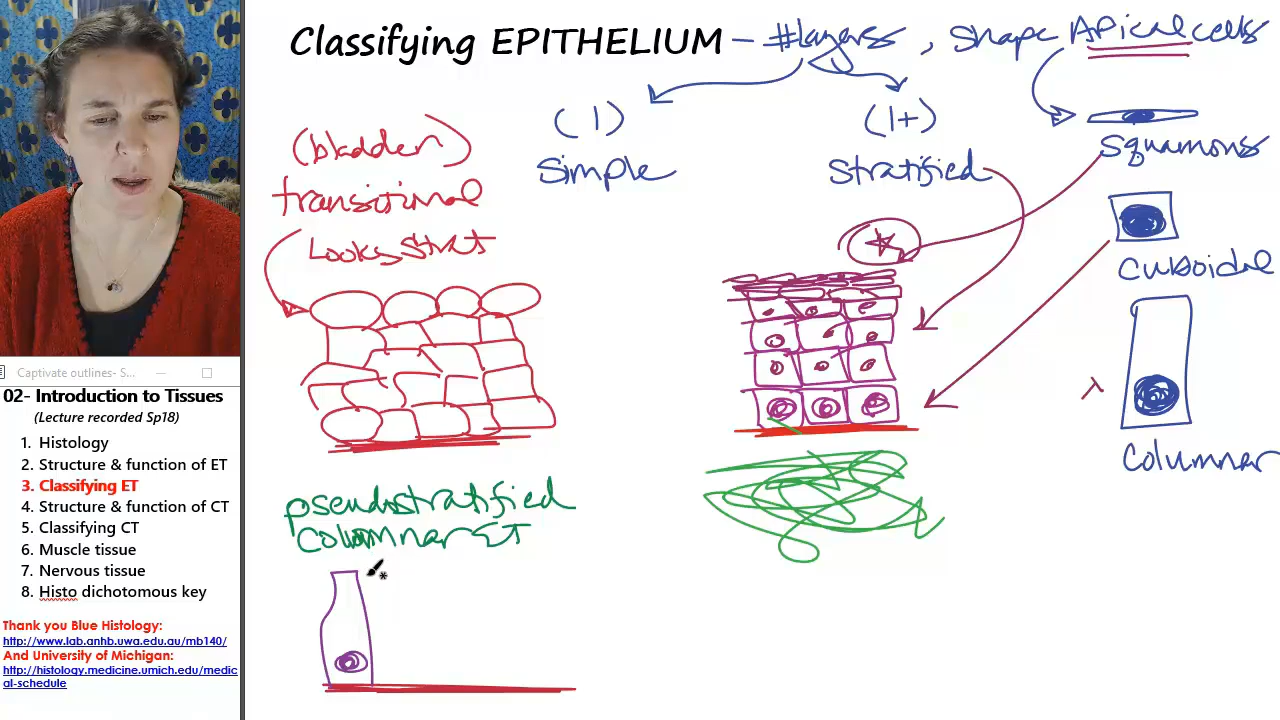 Classifying EPITHELIUM - #layers, shape Apical cells
(1)
(1+)
Simple
Stratified
Squamous
Cuboidal
Columnar
(bladder)
transitional
Looks Strat
pseudostratified
Columnar ET
Captivate outlines- S...
02- Introduction to Tissues
(Lecture recorded Sp18)
1. Histology
2. Structure & function of ET
3. Classifying ET
4. Structure & function of CT
5. Classifying CT
6. Muscle tissue
7. Nervous tissue
8. Histo dichotomous key
Thank you Blue Histology:
http://www.lab.anhb.uwa.edu.au/mb140/
And University of Michigan:
http://histology.medicine.umich.edu/medic
al-schedule